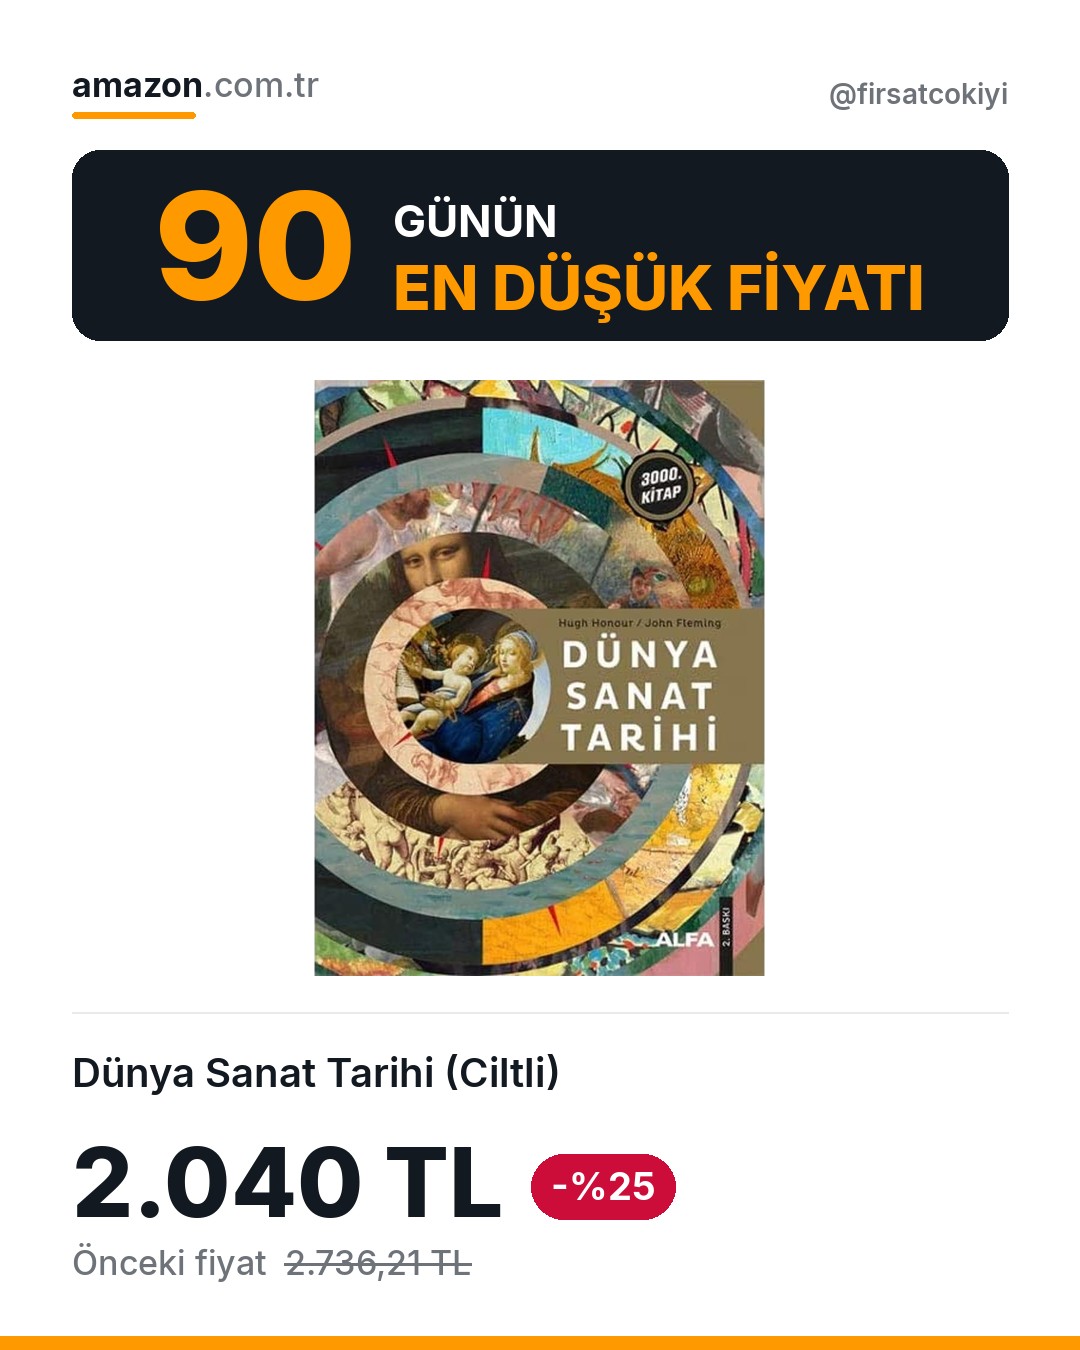 amazon.com.tr
@firsatcokiyi
90
GÜNÜN
EN DÜŞÜK FİYATI
3000.
KİTAP
Hugh Honour / John Fleming
DÜNYA
SANAT
TARİHİ
ALFA
2. BASKI
Dünya Sanat Tarihi (Ciltli)
2.040 TL
-%25
Önceki fiyat 2.736,21 TL